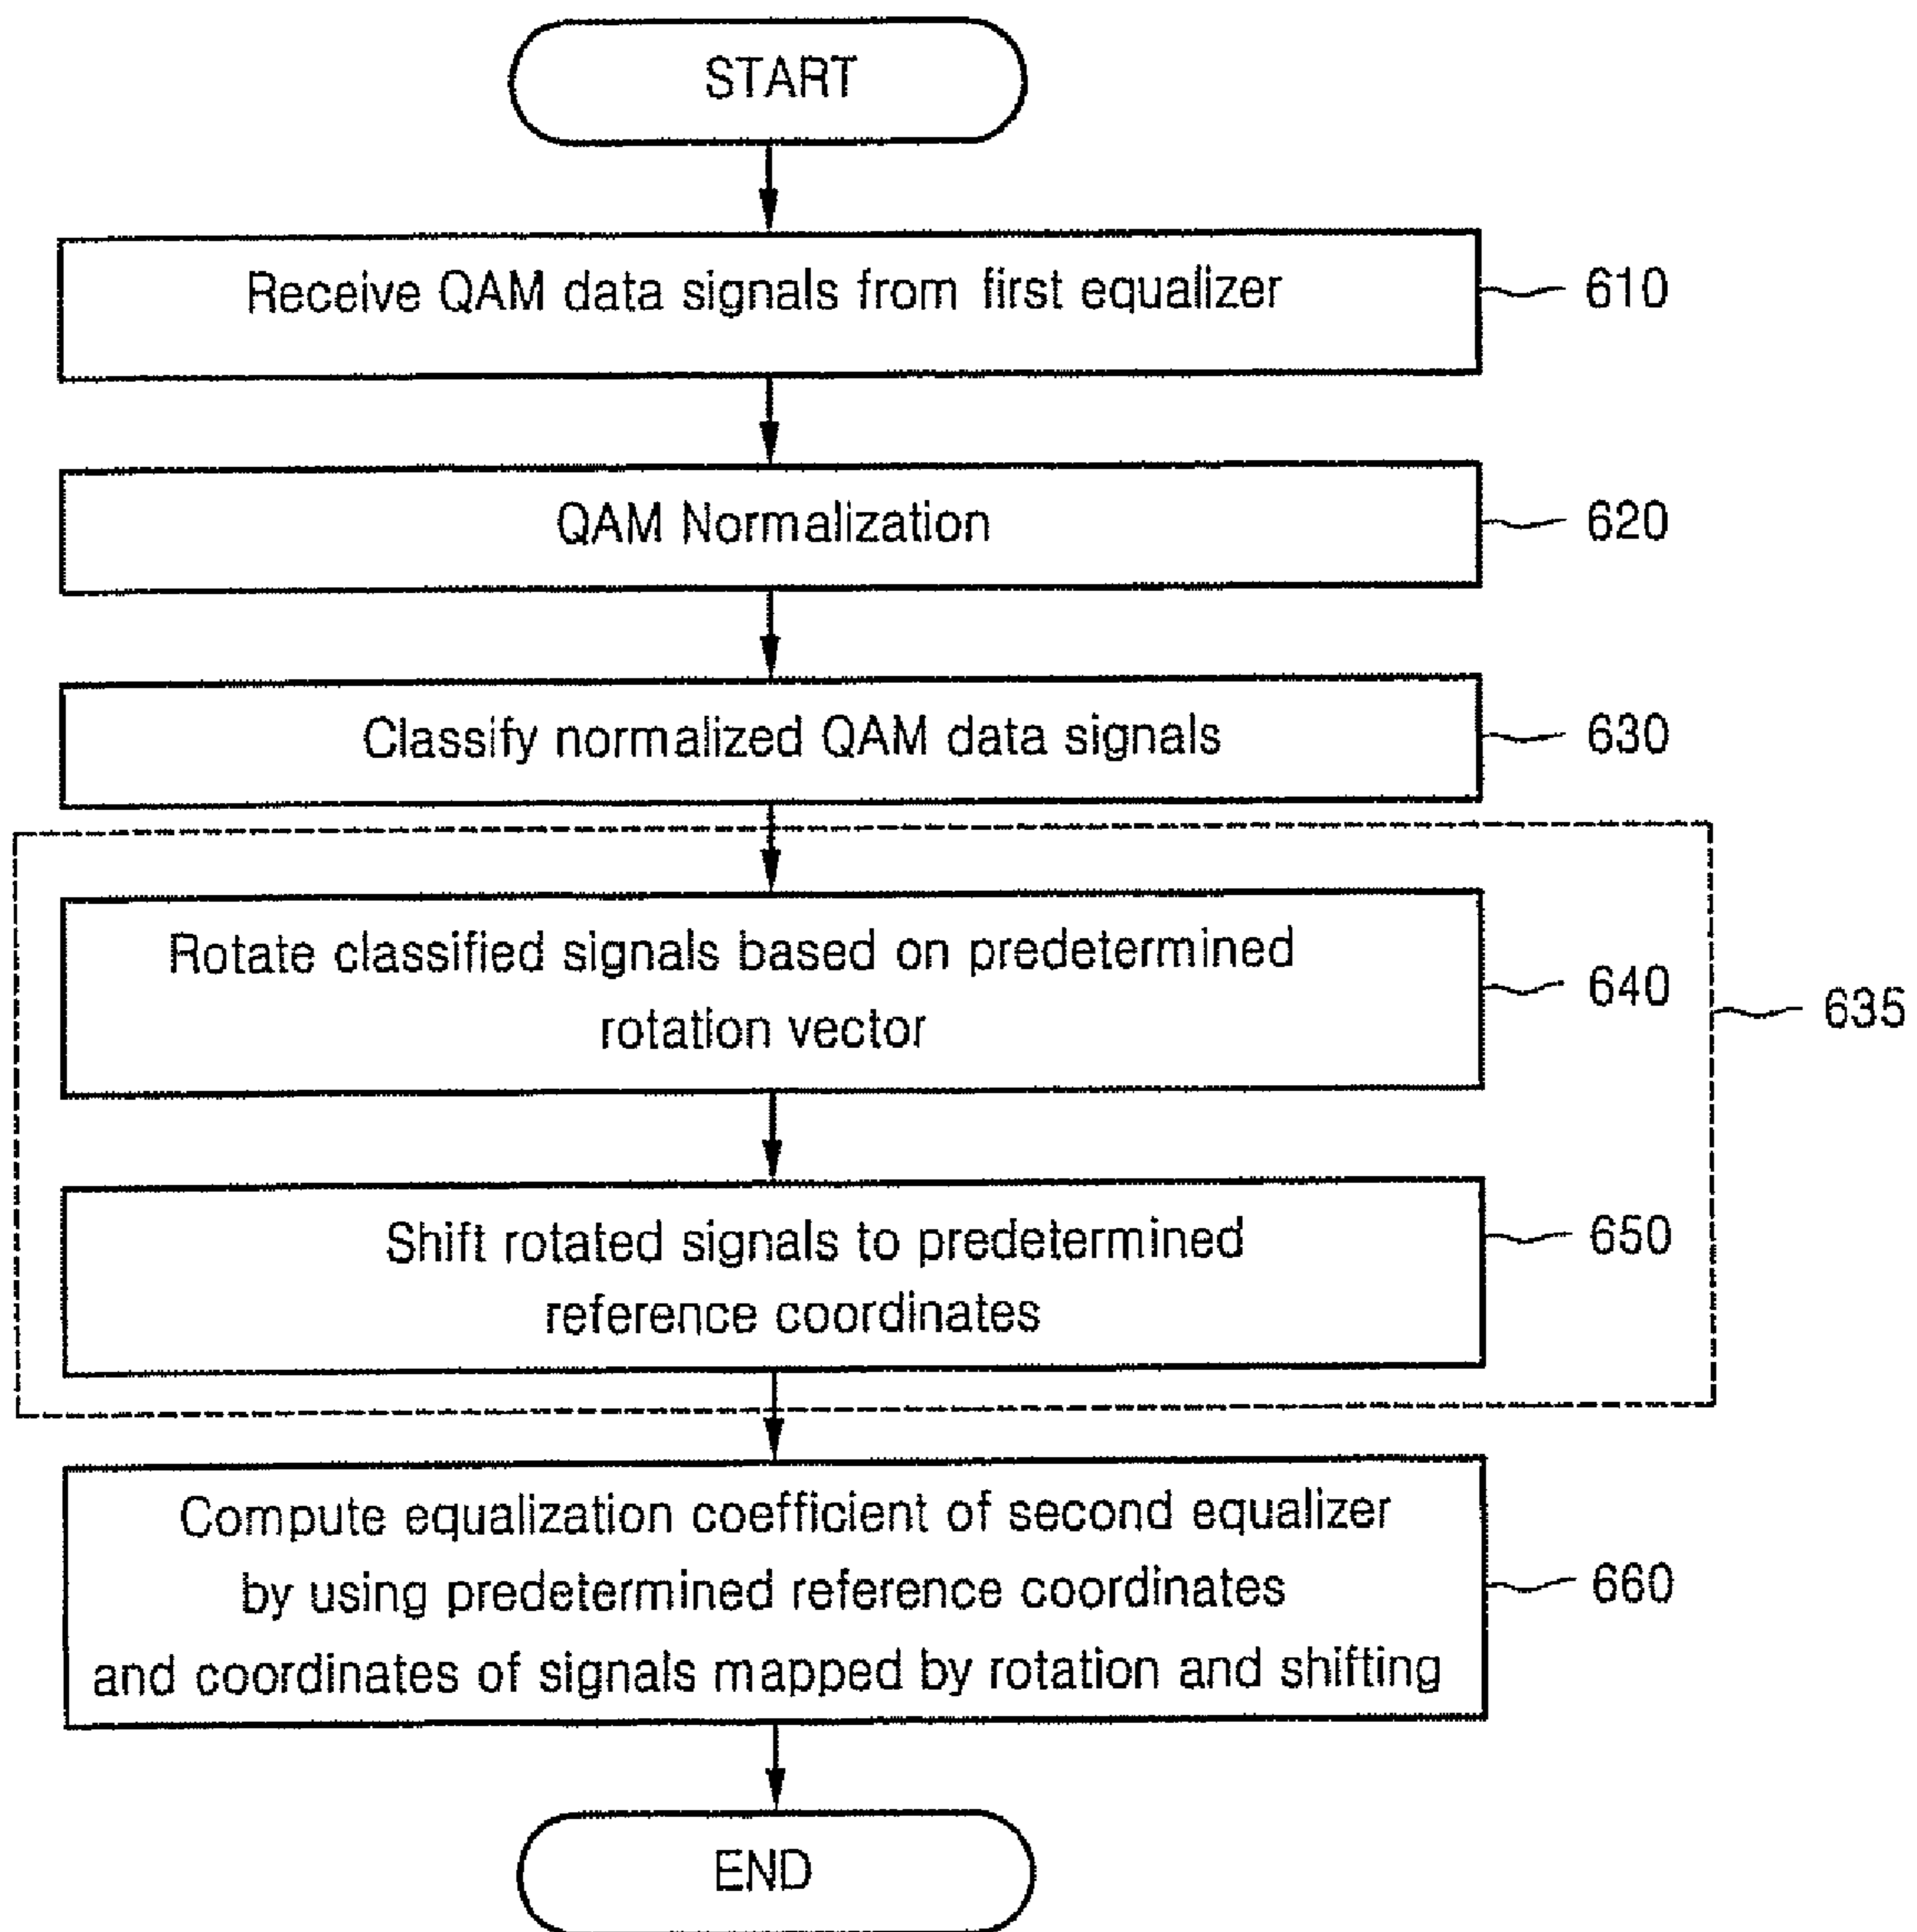 START
Receive QAM data signals from first equalizer
610
QAM Normalization
620
Classify normalized QAM data signals
630
Rotate classified signals based on predetermined
rotation vector
640
635
Shift rotated signals to predetermined
reference coordinates
650
Compute equalization coefficient of second equalizer
by using predetermined reference coordinates
and coordinates of signals mapped by rotation and shifting
660
END